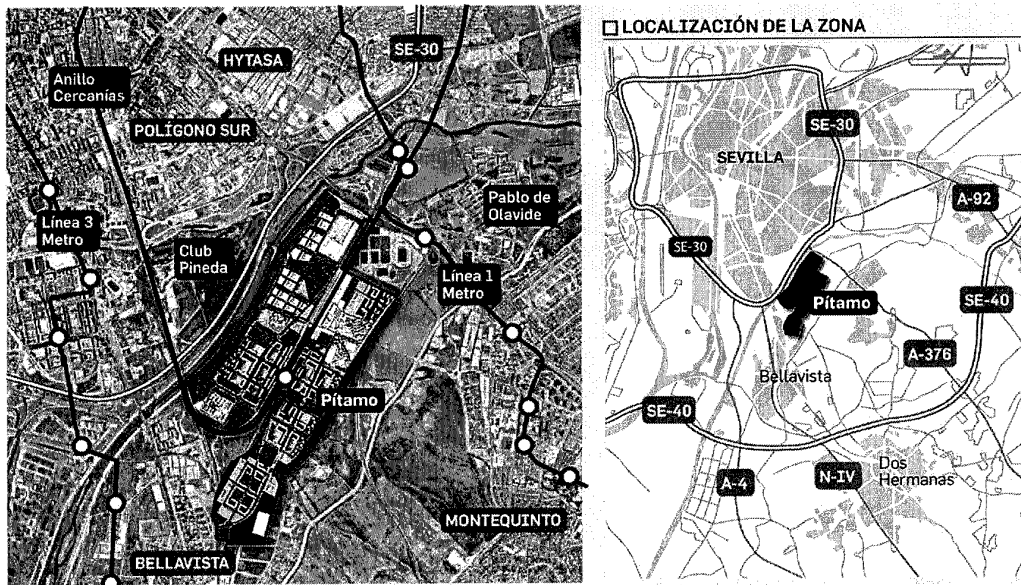 HYTASA
SE-30
Anillo
Cercanías
POLÍGONO SUR
Pablo de
Olavide
Línea 3
Metro
Club
Pineda
Línea 1
Metro
Pítamo
MONTEQUINTO
BELLAVISTA
LOCALIZACIÓN DE LA ZONA
SE-30
SEVILLA
A-92
SE-30
Pítamo
SE-40
A-376
Bellavista
SE-40
Dos
Hermanas
A-4
N-IV